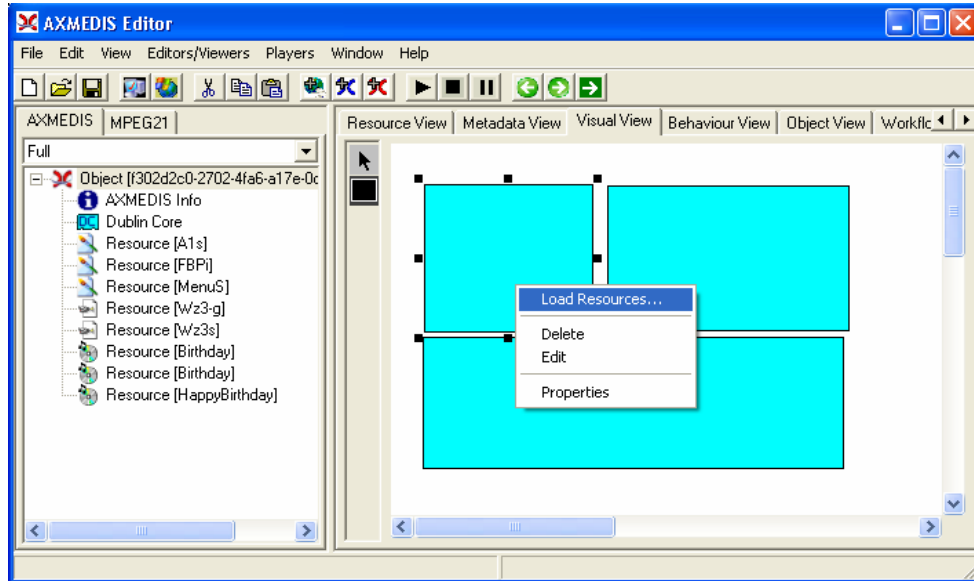 AXMEDIS Editor
File Edit View Editors/Viewers Players Window Help
AXMEDIS MPEG21
Resource View Metadata View Visual View Behaviour View Object View Workflc
Full
Object [f302d2c0-2702-4fa6-a17e-0c
AXMEDIS Info
DC Dublin Core
Resource [A1s]
Resource [FBPi]
Resource [MenuS]
Resource [Wz3-g]
Resource [Wz3s]
Resource [Birthday]
Resource [Birthday]
Resource [HappyBirthday]
Load Resources...
Delete
Edit
Properties